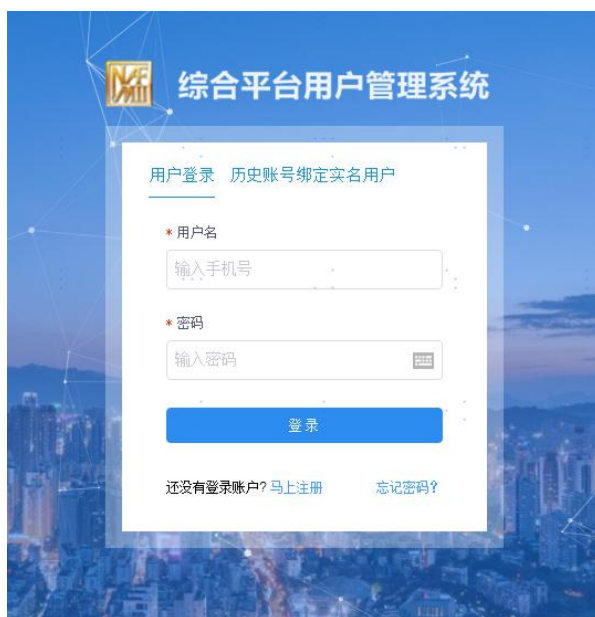 NAFMII
综合平台用户管理系统
用户登录 历史账号绑定实名用户
* 用户名
输入手机号
* 密码
输入密码
登录
还没有登录账户? 马上注册 忘记密码?